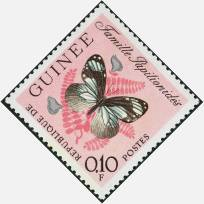 GUINEE
Famille Papilionides
REPUBLIQUE DE
POSTES
0,10
F